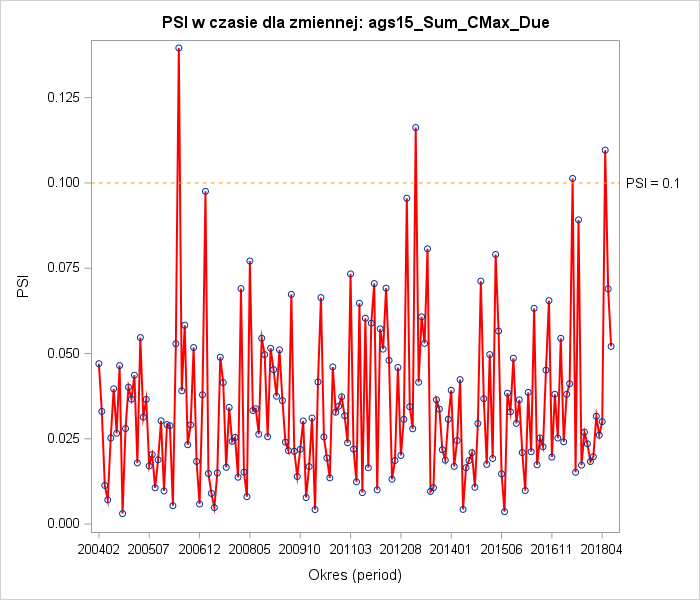 PSI w czasie dla zmiennej: ags15_Sum_CMax_Due
0.125
0.100
0.075
0.050
0.025
0.000
PSI
PSI = 0.1
200402 200507 200612 200805 200910 201103 201208 201401 201506 201611 201804
Okres (period)